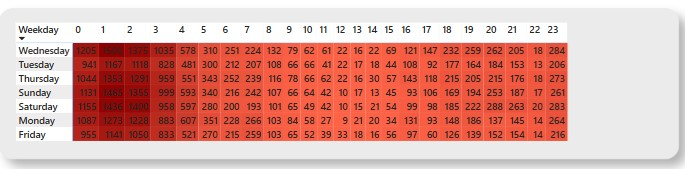 Weekday 0 1 2 3 4 5 6 7 8 9 10 11 12 13 14 15 16 17 18 19 20 21 22 23
Wednesday 1205 1375 1035 578 310 251 224 132 79 62 61 22 16 22 69 121 147 232 259 262 205 18 284
Tuesday 941 1167 1118 828 481 300 212 207 108 66 66 41 22 17 18 44 108 92 177 164 184 153 13 206
Thursday 1044 1291 959 551 343 252 239 116 78 66 62 22 16 30 57 143 118 215 205 215 176 18 273
Sunday 1131 1355 999 593 340 216 242 107 66 64 42 10 17 13 45 93 106 169 194 253 187 17 261
Saturday 1155 1400 958 597 280 200 193 101 65 49 42 10 15 21 54 99 98 185 222 288 263 20 283
Monday 1087 1273 1228 883 607 351 228 266 103 84 58 27 9 21 20 34 131 93 148 186 137 145 14 264
Friday 955 1141 1050 833 521 270 215 259 103 65 52 39 33 18 16 56 97 60 126 139 152 154 14 216